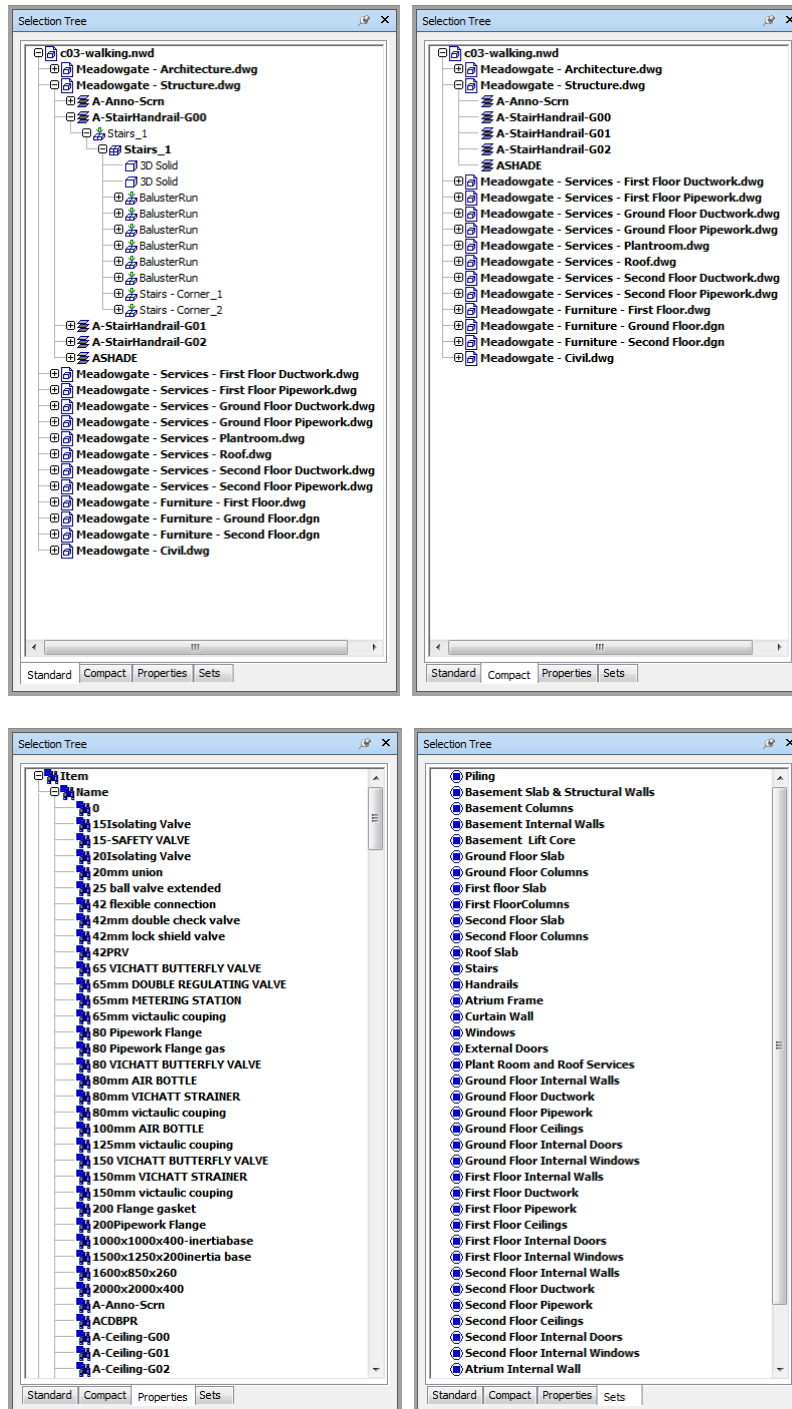 Selection Tree
c03-walking.nwd
Meadowgate - Architecture.dwg
Meadowgate - Structure.dwg
A-Anno-Scrn
A-StairHandrail-G00
Stairs_1
Stairs_1
3D Solid
3D Solid
BalusterRun
BalusterRun
BalusterRun
BalusterRun
BalusterRun
BalusterRun
Stairs - Corner_1
Stairs - Corner_2
A-StairHandrail-G01
A-StairHandrail-G02
ASHADE
Meadowgate - Services - First Floor Ductwork.dwg
Meadowgate - Services - First Floor Pipework.dwg
Meadowgate - Services - Ground Floor Ductwork.dwg
Meadowgate - Services - Ground Floor Pipework.dwg
Meadowgate - Services - Plantroom.dwg
Meadowgate - Services - Roof.dwg
Meadowgate - Services - Second Floor Ductwork.dwg
Meadowgate - Services - Second Floor Pipework.dwg
Meadowgate - Furniture - First Floor.dwg
Meadowgate - Furniture - Ground Floor.dgn
Meadowgate - Furniture - Second Floor.dgn
Meadowgate - Civil.dwg
Standard Compact Properties Sets
Selection Tree
c03-walking.nwd
Meadowgate - Architecture.dwg
Meadowgate - Structure.dwg
A-Anno-Scrn
A-StairHandrail-G00
A-StairHandrail-G01
A-StairHandrail-G02
ASHADE
Meadowgate - Services - First Floor Ductwork.dwg
Meadowgate - Services - First Floor Pipework.dwg
Meadowgate - Services - Ground Floor Ductwork.dwg
Meadowgate - Services - Ground Floor Pipework.dwg
Meadowgate - Services - Plantroom.dwg
Meadowgate - Services - Roof.dwg
Meadowgate - Services - Second Floor Ductwork.dwg
Meadowgate - Services - Second Floor Pipework.dwg
Meadowgate - Furniture - First Floor.dwg
Meadowgate - Furniture - Ground Floor.dgn
Meadowgate - Furniture - Second Floor.dgn
Meadowgate - Civil.dwg
Standard Compact Properties Sets
Selection Tree
Item
Name
0
15Isolating Valve
15-SAFETY VALVE
20Isolating Valve
20mm union
25 ball valve extended
42 flexible connection
42mm double check valve
42mm lock shield valve
42PRV
65 VICHATT BUTTERFLY VALVE
65mm DOUBLE REGULATING VALVE
65mm METERING STATION
65mm victaulic couping
80 Pipework Flange
80 Pipework Flange gas
80 VICHATT BUTTERFLY VALVE
80mm AIR BOTTLE
80mm VICHATT STRAINER
80mm victaulic couping
100mm AIR BOTTLE
125mm victaulic couping
150 VICHATT BUTTERFLY VALVE
150mm VICHATT STRAINER
150mm victaulic couping
200 Flange gasket
200Pipework Flange
1000x1000x400-inertiabase
1500x1250x200inertia base
1600x850x260
2000x2000x400
A-Anno-Scrn
ACDBPR
A-Ceiling-G00
A-Ceiling-G01
A-Ceiling-G02
Standard Compact Properties Sets
Selection Tree
Piling
Basement Slab & Structural Walls
Basement Columns
Basement Internal Walls
Basement  Lift Core
Ground Floor Slab
Ground Floor Columns
First floor Slab
First FloorColumns
Second Floor Slab
Second Floor Columns
Roof Slab
Stairs
Handrails
Atrium Frame
Curtain Wall
Windows
External Doors
Plant Room and Roof Services
Ground Floor Internal Walls
Ground Floor Ductwork
Ground Floor Pipework
Ground Floor Ceilings
Ground Floor Internal Doors
Ground Floor Internal Windows
First Floor Internal Walls
First Floor Ductwork
First Floor Pipework
First Floor Ceilings
First Floor Internal Doors
First Floor Internal Windows
Second Floor Internal Walls
Second Floor Ductwork
Second Floor Pipework
Second Floor Ceilings
Second Floor Internal Doors
Second Floor Internal Windows
Atrium Internal Wall
Standard Compact Properties Sets